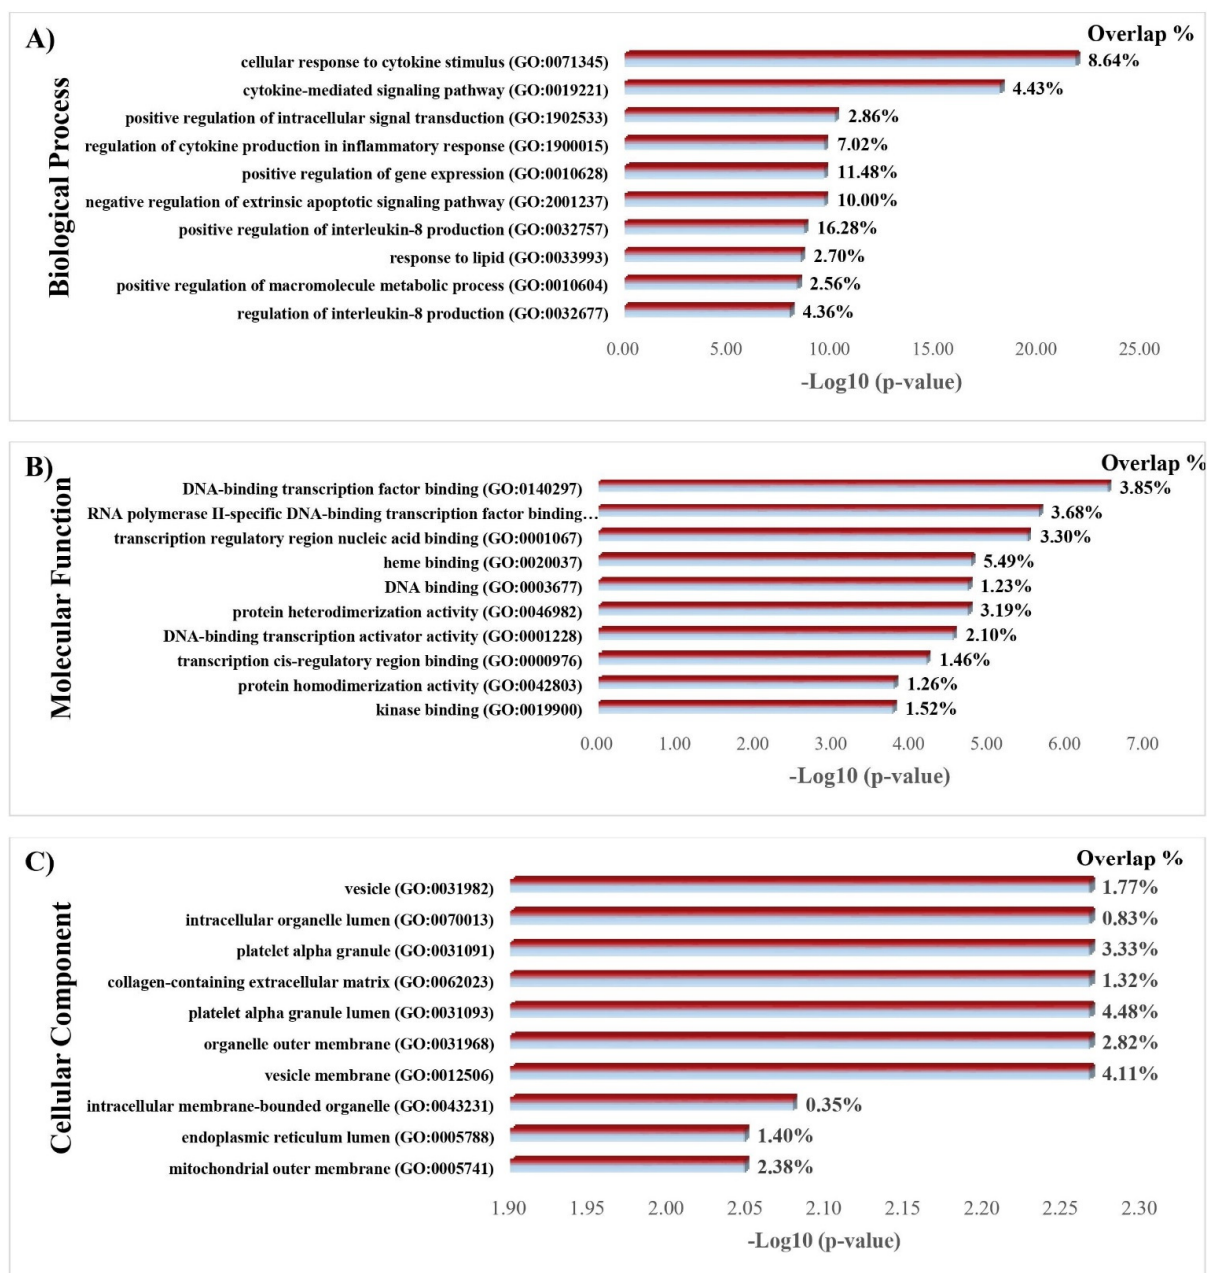 A)
Overlap %
Biological Process
cellular response to cytokine stimulus (GO:0071345) 8.64%
cytokine-mediated signaling pathway (GO:0019221) 4.43%
positive regulation of intracellular signal transduction (GO:1902533) 2.86%
regulation of cytokine production in inflammatory response (GO:1900015) 7.02%
positive regulation of gene expression (GO:0010628) 11.48%
negative regulation of extrinsic apoptotic signaling pathway (GO:2001237) 10.00%
positive regulation of interleukin-8 production (GO:0032757) 16.28%
response to lipid (GO:0033993) 2.70%
positive regulation of macromolecule metabolic process (GO:0010604) 2.56%
regulation of interleukin-8 production (GO:0032677) 4.36%
0.00 5.00 10.00 15.00 20.00 25.00
-Log10 (p-value)
B)
Overlap %
Molecular Function
DNA-binding transcription factor binding (GO:0140297) 3.85%
RNA polymerase II-specific DNA-binding transcription factor binding… 3.68%
transcription regulatory region nucleic acid binding (GO:0001067) 3.30%
heme binding (GO:0020037) 5.49%
DNA binding (GO:0003677) 1.23%
protein heterodimerization activity (GO:0046982) 3.19%
DNA-binding transcription activator activity (GO:0001228) 2.10%
transcription cis-regulatory region binding (GO:0000976) 1.46%
protein homodimerization activity (GO:0042803) 1.26%
kinase binding (GO:0019900) 1.52%
0.00 1.00 2.00 3.00 4.00 5.00 6.00 7.00
-Log10 (p-value)
C)
Overlap %
Cellular Component
vesicle (GO:0031982) 1.77%
intracellular organelle lumen (GO:0070013) 0.83%
platelet alpha granule (GO:0031091) 3.33%
collagen-containing extracellular matrix (GO:0062023) 1.32%
platelet alpha granule lumen (GO:0031093) 4.48%
organelle outer membrane (GO:0031968) 2.82%
vesicle membrane (GO:0012506) 4.11%
intracellular membrane-bounded organelle (GO:0043231) 0.35%
endoplasmic reticulum lumen (GO:0005788) 1.40%
mitochondrial outer membrane (GO:0005741) 2.38%
1.90 1.95 2.00 2.05 2.10 2.15 2.20 2.25 2.30
-Log10 (p-value)